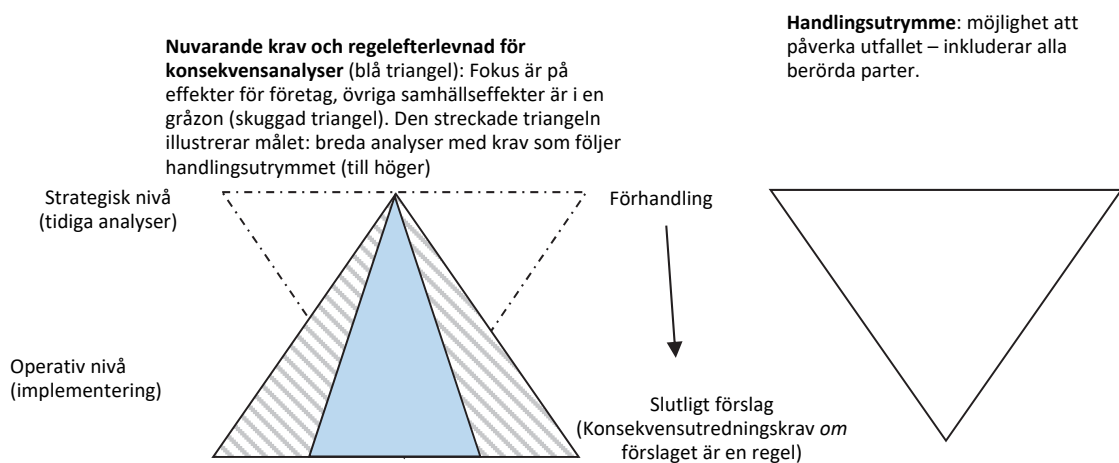 Nuvarande krav och regelefterlevnad för
konsekvensanalyser (blå triangel): Fokus är på
effekter för företag, övriga samhällseffekter är i en
gråzon (skuggad triangel). Den streckade triangeln
illustrerar målet: breda analyser med krav som följer
handlingsutrymmet (till höger)
Handlingsutrymme: möjlighet att
påverka utfallet – inkluderar alla
berörda parter.
Strategisk nivå
(tidiga analyser)
Förhandling
Operativ nivå
(implementering)
Slutligt förslag
(Konsekvensutredningskrav om
förslaget är en regel)